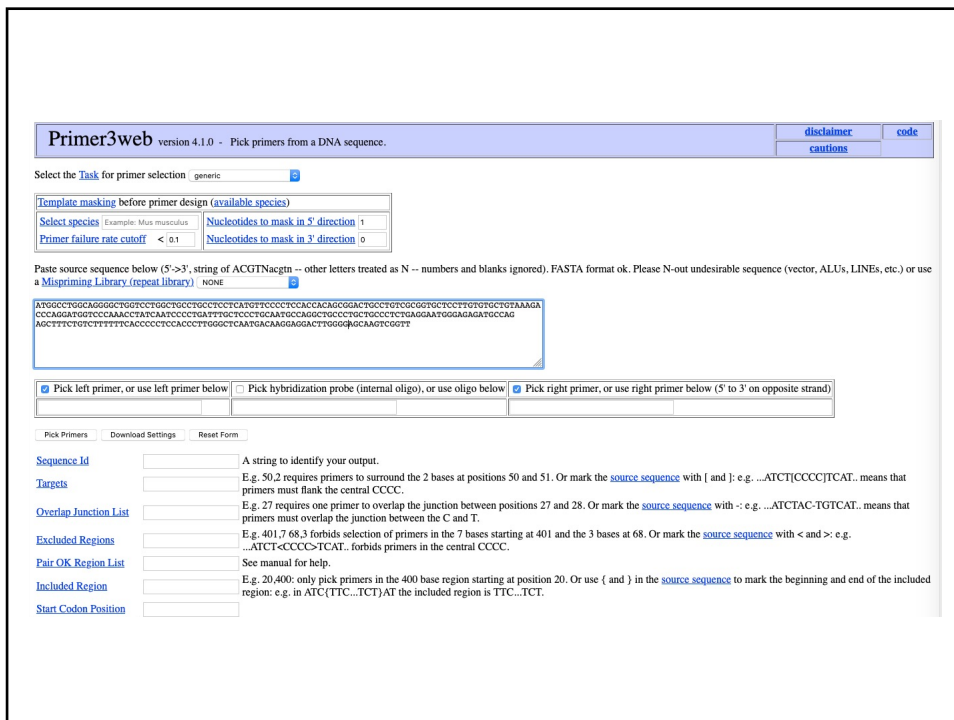 Primer3web version 4.1.0 - Pick primers from a DNA sequence.
disclaimer
code
cautions
Select the Task for primer selection generic
Template masking before primer design (available species)
Select species Example: Mus musculus Nucleotides to mask in 5' direction 1
Primer failure rate cutoff < 0.1 Nucleotides to mask in 3' direction 0
Paste source sequence below (5'->3', string of ACGTNacgtn -- other letters treated as N -- numbers and blanks ignored). FASTA format ok. Please N-out undesirable sequence (vector, ALUs, LINEs, etc.) or use
a Mispriming Library (repeat library) NONE
ATGGCCTGGCAGGGGCTGGTCCTGGCTGCCTGCCTCCTCATGTTCCCCTCCACCACAGCGGACTGCCTGTCGCGGTGCTCCTTGTGTGCTGTAAAGA
CCCAGGATGGTCCCAAACCTATCAATCCCCTGATTTGCTCCCTGCAATGCCAGGCTGCCCTGCTGCCCTCTGAGGAATGGGAGAGATGCCAG
AGCTTTCTGTCTTTTTTCACCCCCTCCACCCTTGGGCTCAATGACAAGGAGGACTTGGGGAGCAAGTCGGTT
Pick left primer, or use left primer below Pick hybridization probe (internal oligo), or use oligo below Pick right primer, or use right primer below (5' to 3' on opposite strand)
Pick Primers Download Settings Reset Form
Sequence Id A string to identify your output.
Targets E.g. 50,2 requires primers to surround the 2 bases at positions 50 and 51. Or mark the source sequence with [ and ]: e.g. ...ATCT[CCCC]TCAT.. means that
primers must flank the central CCCC.
Overlap Junction List E.g. 27 requires one primer to overlap the junction between positions 27 and 28. Or mark the source sequence with -: e.g. ...ATCTAC-TGTCAT.. means that
primers must overlap the junction between the C and T.
Excluded Regions E.g. 401,7 68,3 forbids selection of primers in the 7 bases starting at 401 and the 3 bases at 68. Or mark the source sequence with < and >: e.g.
...ATCT<CCCC>TCAT.. forbids primers in the central CCCC.
Pair OK Region List See manual for help.
Included Region E.g. 20,400: only pick primers in the 400 base region starting at position 20. Or use { and } in the source sequence to mark the beginning and end of the included
region: e.g. in ATC{TTC...TCT}AT the included region is TTC...TCT.
Start Codon Position